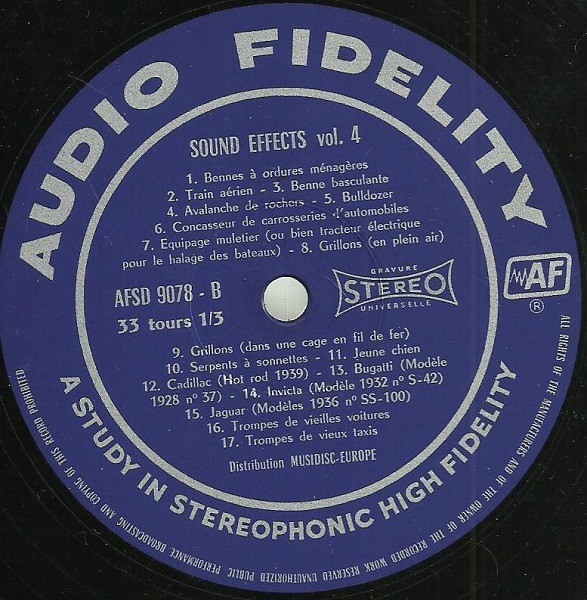 AUDIO FIDELITY
SOUND EFFECTS vol. 4
1. Bennes à ordures ménagères
2. Train aérien - 3. Benne basculante
4. Avalanche de rochers - 5. Bulldozer
6. Concasseur de carrosseries d'automobiles
7. Equipage muletier (ou bien tracteur électrique
pour le halage des bateaux) - 8. Grillons (en plein air)
AFSD 9078 - B
33 tours 1/3
GRAVURE
STEREO
UNIVERSELLE
AF
®
9. Grillons (dans une cage en fil de fer)
10. Serpents à sonnettes - 11. Jeune chien
12. Cadillac (Hot rod 1939) - 13. Bugatti (Modèle
1928 nº 37) - 14. Invicta (Modèle 1932 nº S-42)
15. Jaguar (Modèles 1936 nº SS-100)
16. Trompes de vieilles voitures
17. Trompes de vieux taxis
Distribution MUSIDISC-EUROPE
A STUDY IN STEREOPHONIC HIGH FIDELITY
ALL RIGHTS OF THE MANUFACTURERS AND OF THE OWNER OF THE RECORDED WORK RESERVED UNAUTHORIZED PUBLIC PERFORMANCE BROADCASTING AND COPYING OF THIS RECORD PROHIBITED